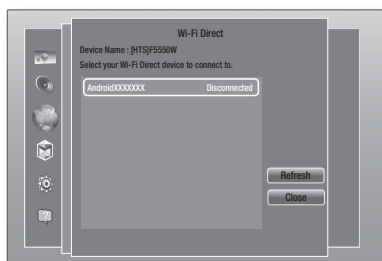 Wi-Fi Direct
Device Name : [HTS]F5550W
Select your Wi-Fi Direct device to connect to.
AndroidXXXXXXX Disconnected
Refresh
Close
?